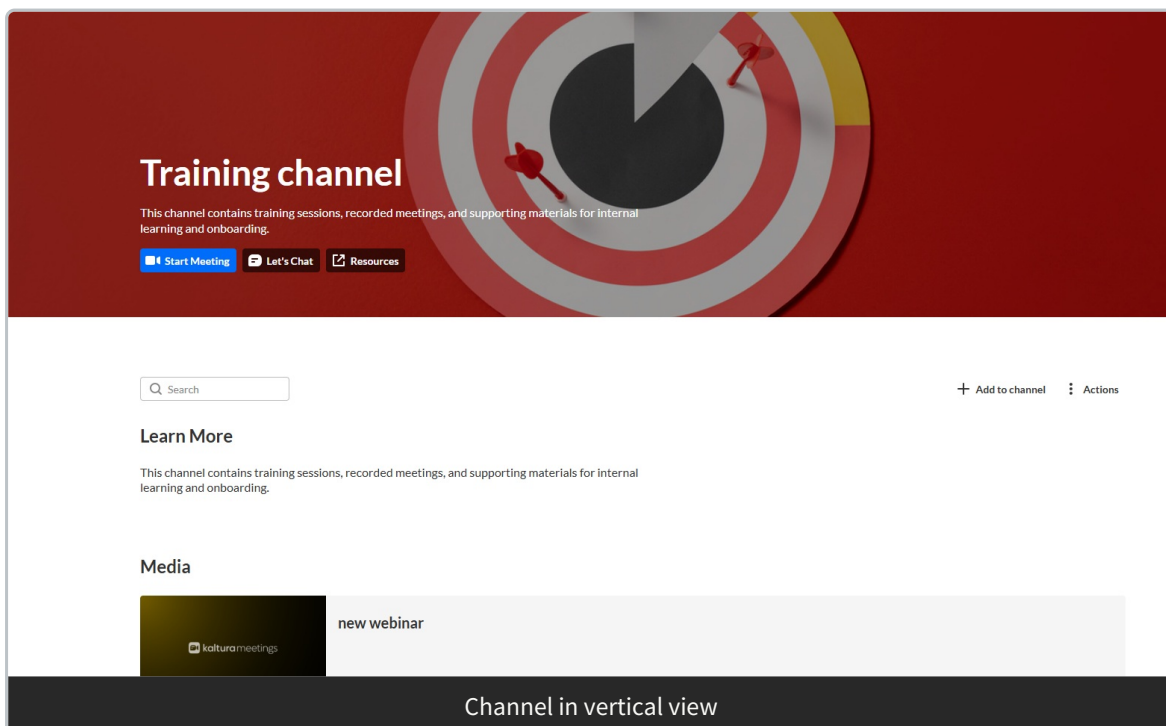 Training channel
This channel contains training sessions, recorded meetings, and supporting materials for internal
learning and onboarding.
Start Meeting Let's Chat Resources
Search Add to channel Actions
Learn More
This channel contains training sessions, recorded meetings, and supporting materials for internal
learning and onboarding.
Media
new webinar
kaltura meetings
Channel in vertical view